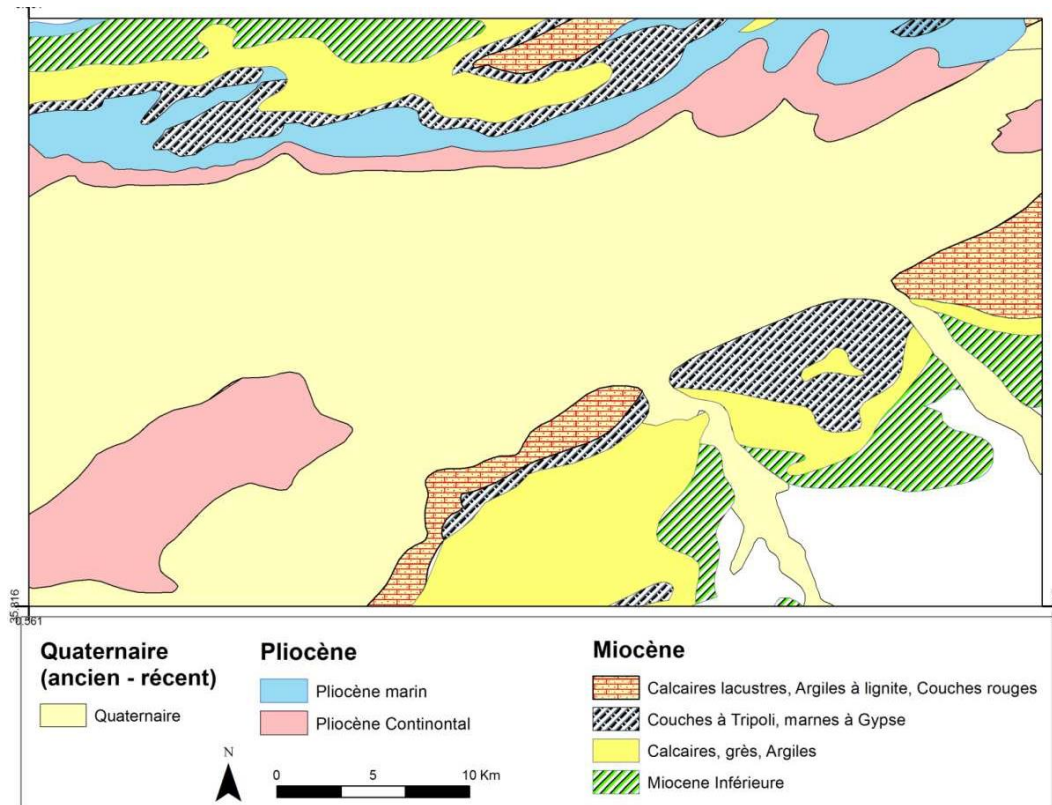 35.816
0.361
Quaternaire
(ancien - récent)
Quaternaire
Pliocène
Pliocène marin
Pliocène Continontal
N
0 5 10 Km
Miocène
Calcaires lacustres, Argiles à lignite, Couches rouges
Couches à Tripoli, marnes à Gypse
Calcaires, grès, Argiles
Miocene Inférieure